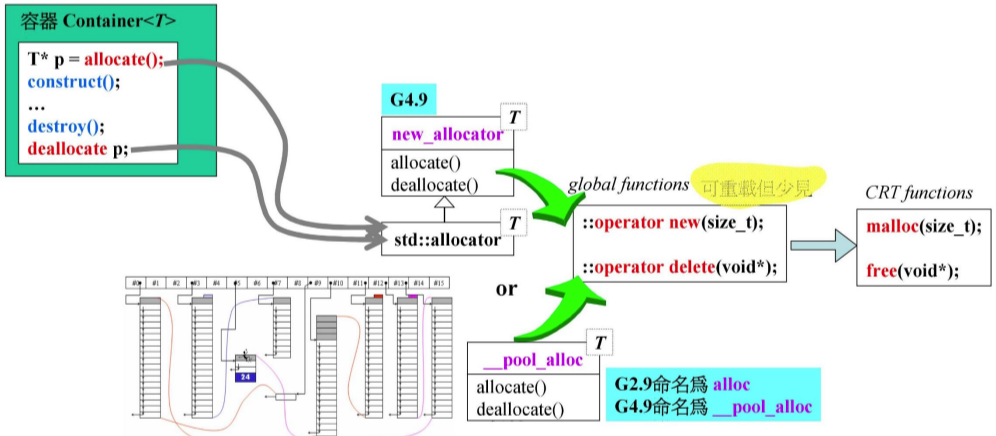 容器 Container<T>
T* p = allocate();
construct();
...
destroy();
deallocate p;
G4.9
T
new_allocator
allocate()
deallocate()
T
std::allocator
global functions 可重載但少見
::operator new(size_t);
::operator delete(void*);
CRT functions
malloc(size_t);
free(void*);
or
T
__pool_alloc
allocate()
deallocate()
G2.9命名爲 alloc
G4.9命名爲 __pool_alloc
#0 #1 #2 #3 #4 #5 #6 #7 #8 #9 #10 #11 #12 #13 #14 #15
24